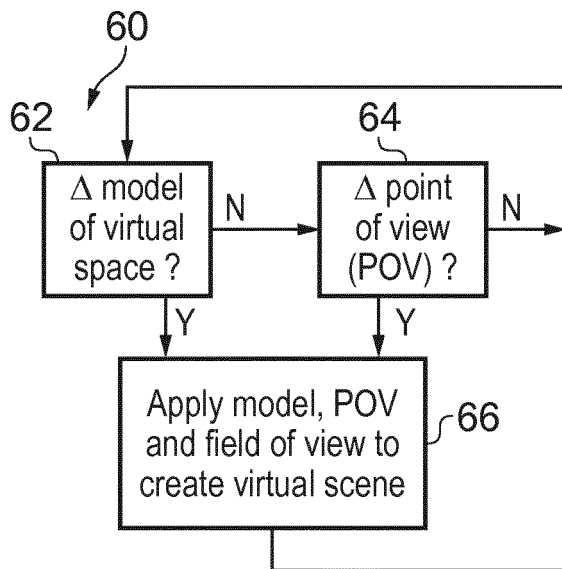 60
62
64
Δ model
of virtual
space ?
N
Δ point
of view
(POV) ?
N
Y
Y
Apply model, POV
and field of view to
create virtual scene
66